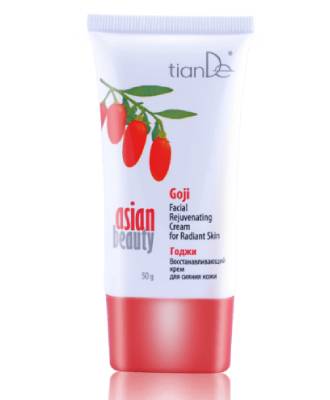 tianDe®
Goji
Facial
Rejuvenating
Cream
for Radiant Skin
asian
beauty
Годжи
Восстанавливающий
крем
для сияния кожи
50 g